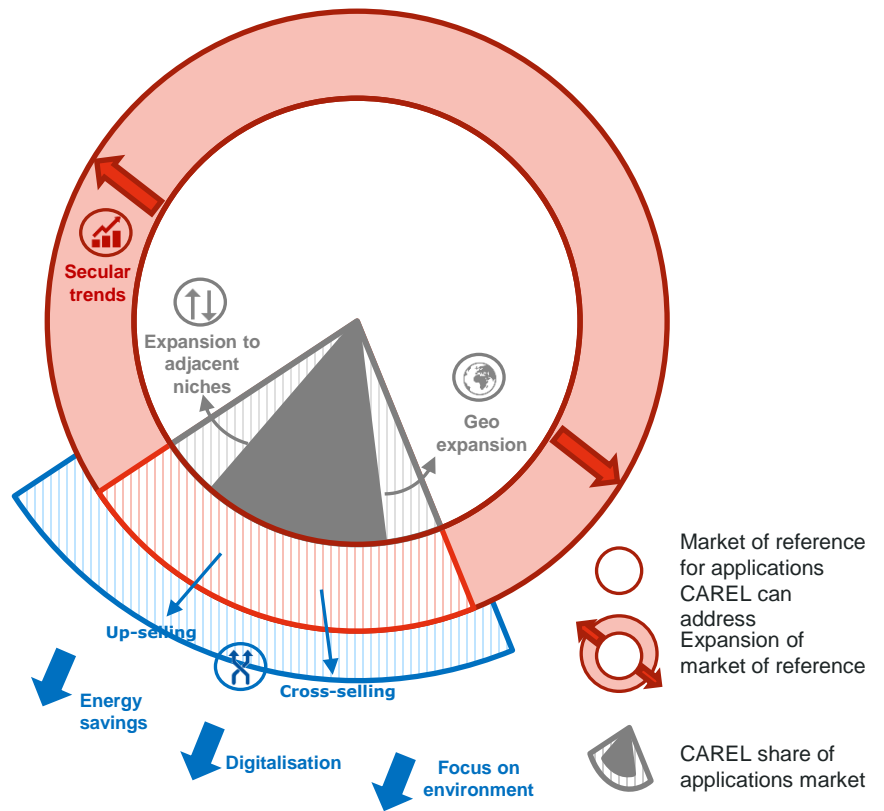 Secular
trends
Expansion to
adjacent
niches
Geo
expansion
Up-selling
Cross-selling
Energy
savings
Digitalisation
Focus on
environment
Market of reference
for applications
CAREL can
address
Expansion of
market of reference
CAREL share of
applications market